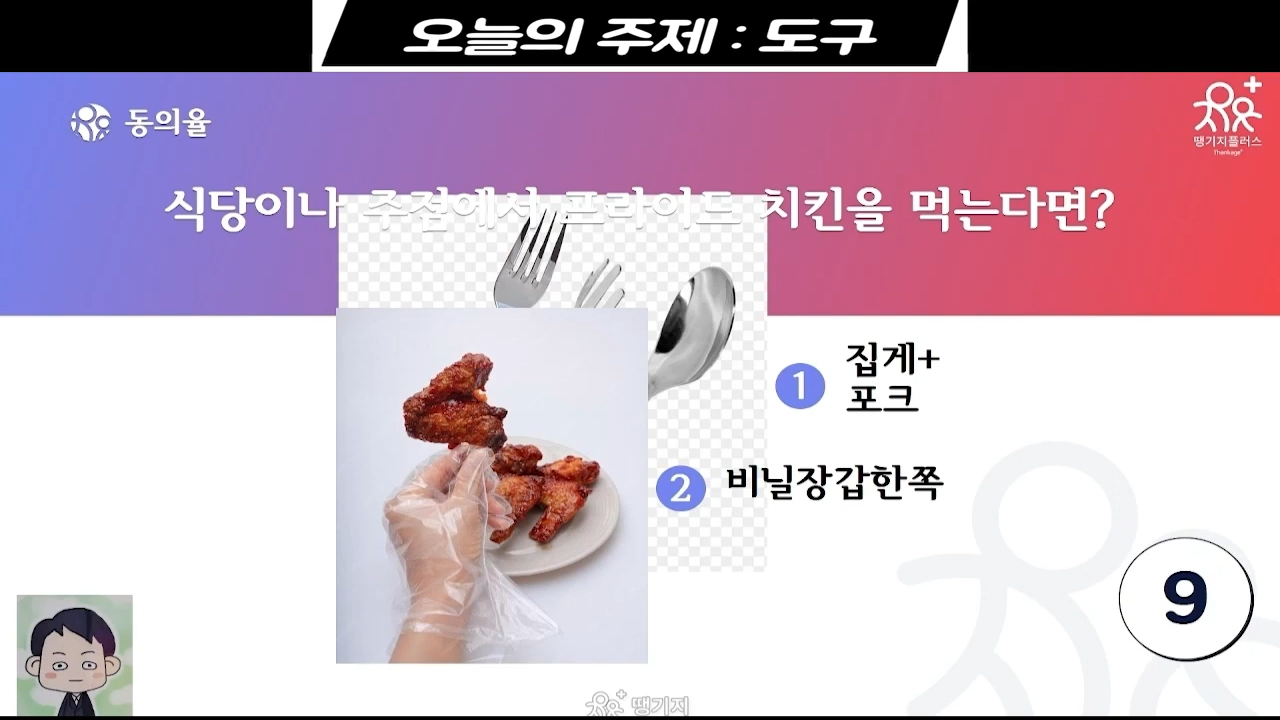 오늘의 주제 : 도구
동의율
땡기지플러스
Thankage+
식당이나 주점에서 프라이드 치킨을 먹는다면?
1 집게+
포크
2 비닐장갑한쪽
9
땡기지